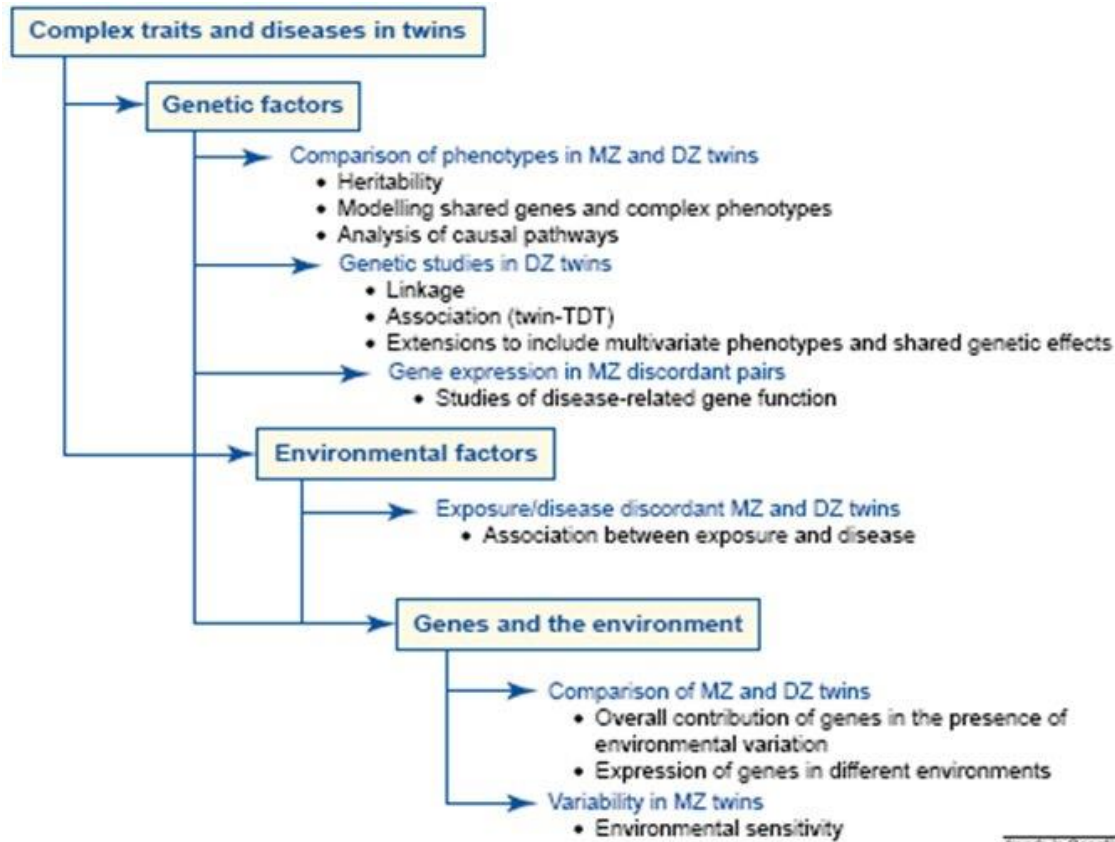 Complex traits and diseases in twins
Genetic factors
Comparison of phenotypes in MZ and DZ twins
• Heritability
• Modelling shared genes and complex phenotypes
• Analysis of causal pathways
Genetic studies in DZ twins
• Linkage
• Association (twin-TDT)
• Extensions to include multivariate phenotypes and shared genetic effects
Gene expression in MZ discordant pairs
• Studies of disease-related gene function
Environmental factors
Exposure/disease discordant MZ and DZ twins
• Association between exposure and disease
Genes and the environment
Comparison of MZ and DZ twins
• Overall contribution of genes in the presence of
environmental variation
• Expression of genes in different environments
Variability in MZ twins
• Environmental sensitivity